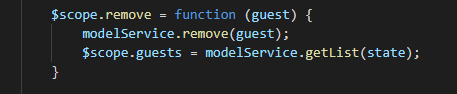 $scope.remove = function (guest) {
modelService.remove(guest);
$scope.guests = modelService.getList(state);
}